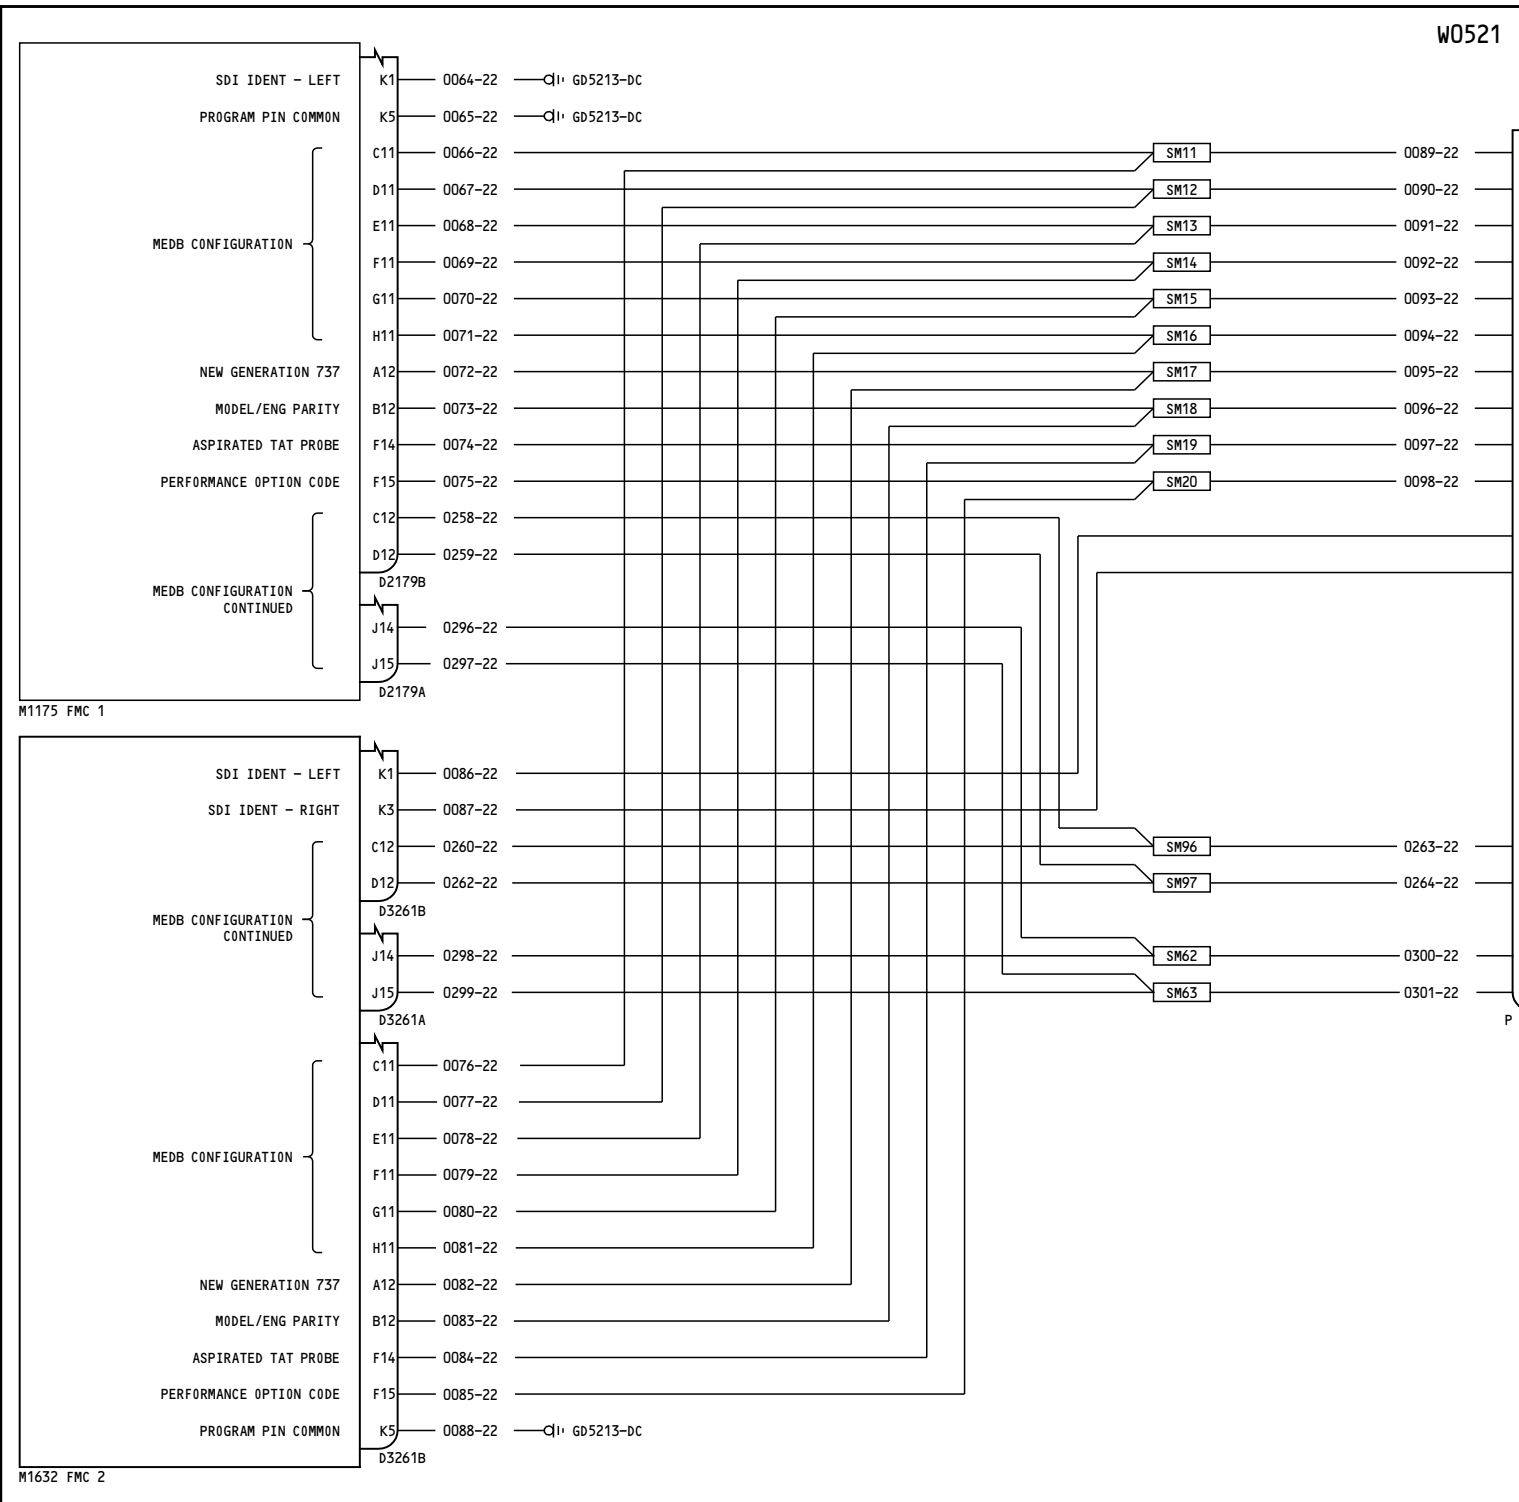 W0521
SDI IDENT - LEFT K1 0064-22 GD5213-DC
PROGRAM PIN COMMON K5 0065-22 GD5213-DC
C11 0066-22 SM11 0089-22
D11 0067-22 SM12 0090-22
E11 0068-22 SM13 0091-22
MEDB CONFIGURATION
F11 0069-22 SM14 0092-22
G11 0070-22 SM15 0093-22
H11 0071-22 SM16 0094-22
NEW GENERATION 737 A12 0072-22 SM17 0095-22
MODEL/ENG PARITY B12 0073-22 SM18 0096-22
ASPIRATED TAT PROBE F14 0074-22 SM19 0097-22
PERFORMANCE OPTION CODE F15 0075-22 SM20 0098-22
C12 0258-22
D12 0259-22
D2179B
MEDB CONFIGURATION
CONTINUED
J14 0296-22
J15 0297-22
D2179A
M1175 FMC 1
SDI IDENT - LEFT K1 0086-22
SDI IDENT - RIGHT K3 0087-22
C12 0260-22 SM96 0263-22
D12 0262-22 SM97 0264-22
D3261B
MEDB CONFIGURATION
CONTINUED
J14 0298-22 SM62 0300-22
J15 0299-22 SM63 0301-22
D3261A P
C11 0076-22
D11 0077-22
E11 0078-22
MEDB CONFIGURATION
F11 0079-22
G11 0080-22
H11 0081-22
NEW GENERATION 737 A12 0082-22
MODEL/ENG PARITY B12 0083-22
ASPIRATED TAT PROBE F14 0084-22
PERFORMANCE OPTION CODE F15 0085-22
PROGRAM PIN COMMON K5 0088-22 GD5213-DC
D3261B
M1632 FMC 2